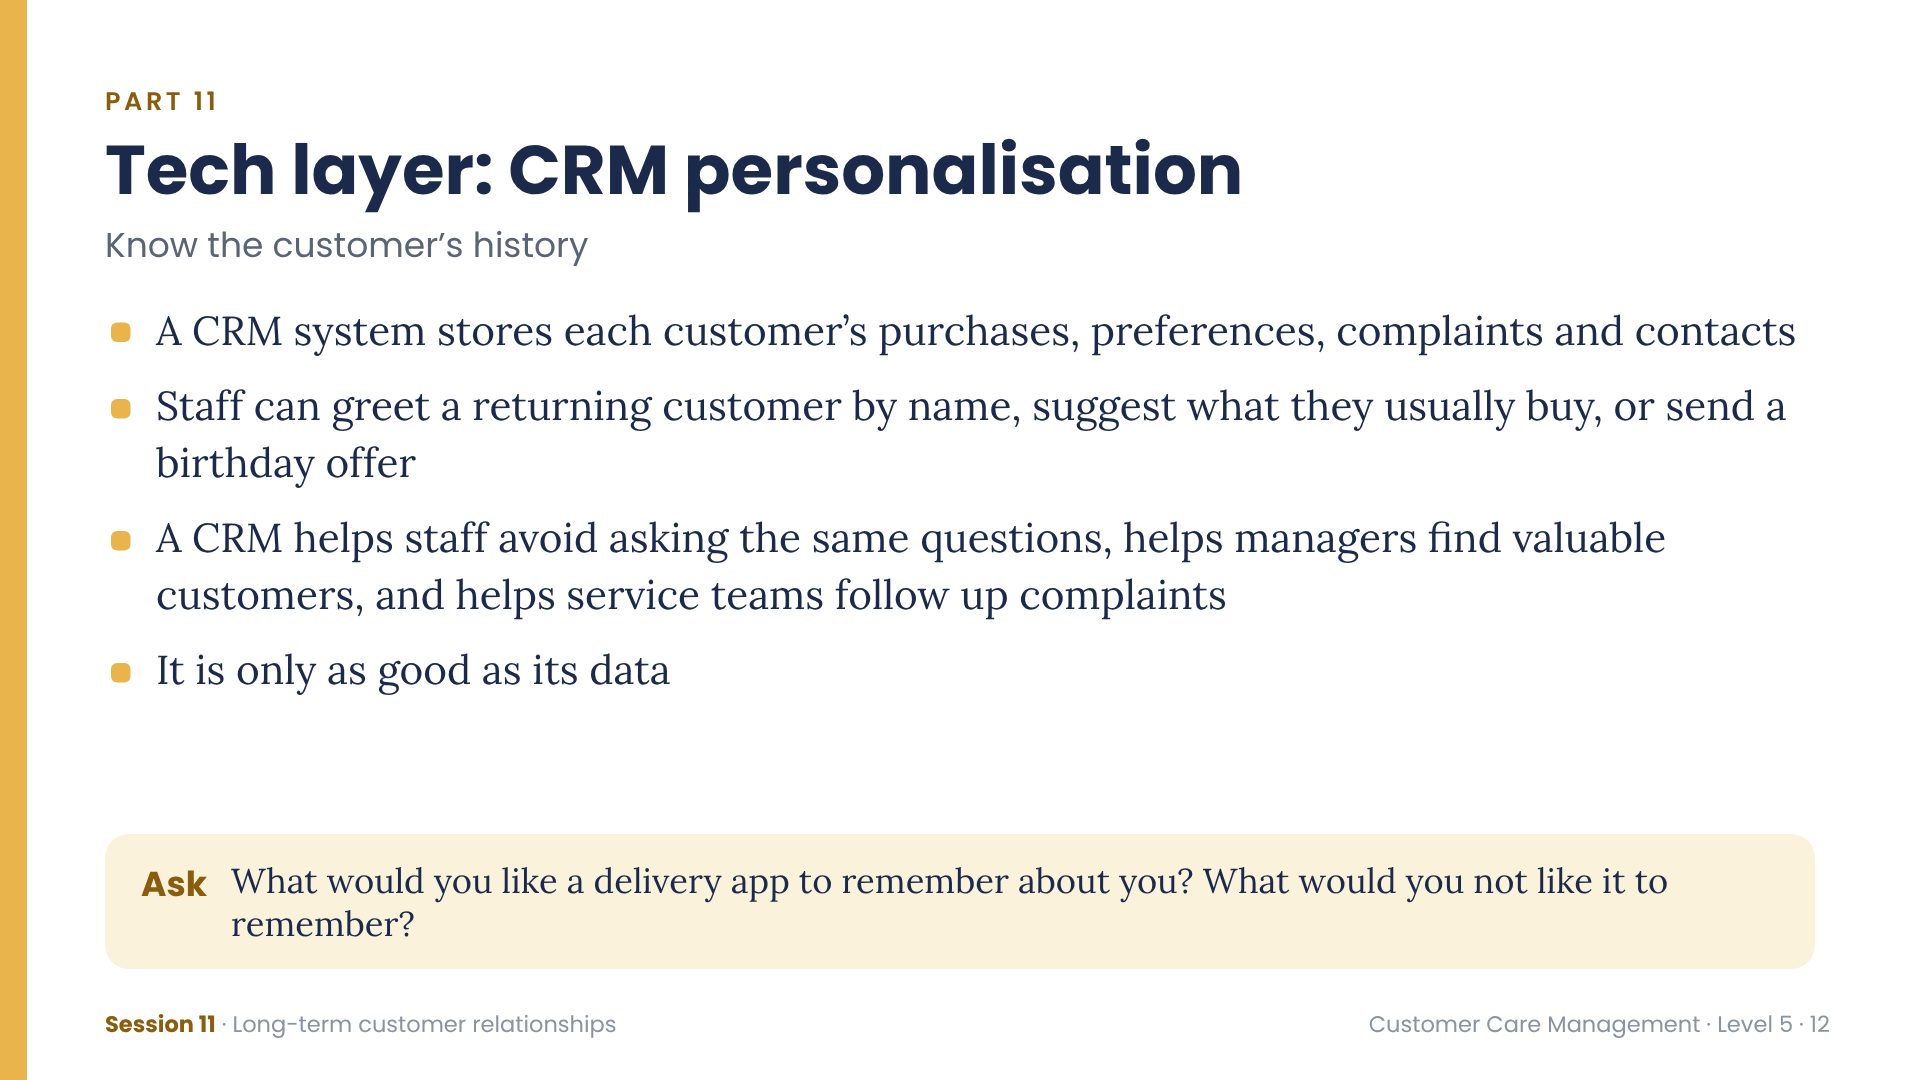 PART 11
Tech layer: CRM personalisation
Know the customer’s history
A CRM system stores each customer’s purchases, preferences, complaints and contacts
Staff can greet a returning customer by name, suggest what they usually buy, or send a
birthday offer
A CRM helps staff avoid asking the same questions, helps managers find valuable
customers, and helps service teams follow up complaints
It is only as good as its data
Ask What would you like a delivery app to remember about you? What would you not like it to
remember?
Session 11 · Long-term customer relationships
Customer Care Management · Level 5 · 12